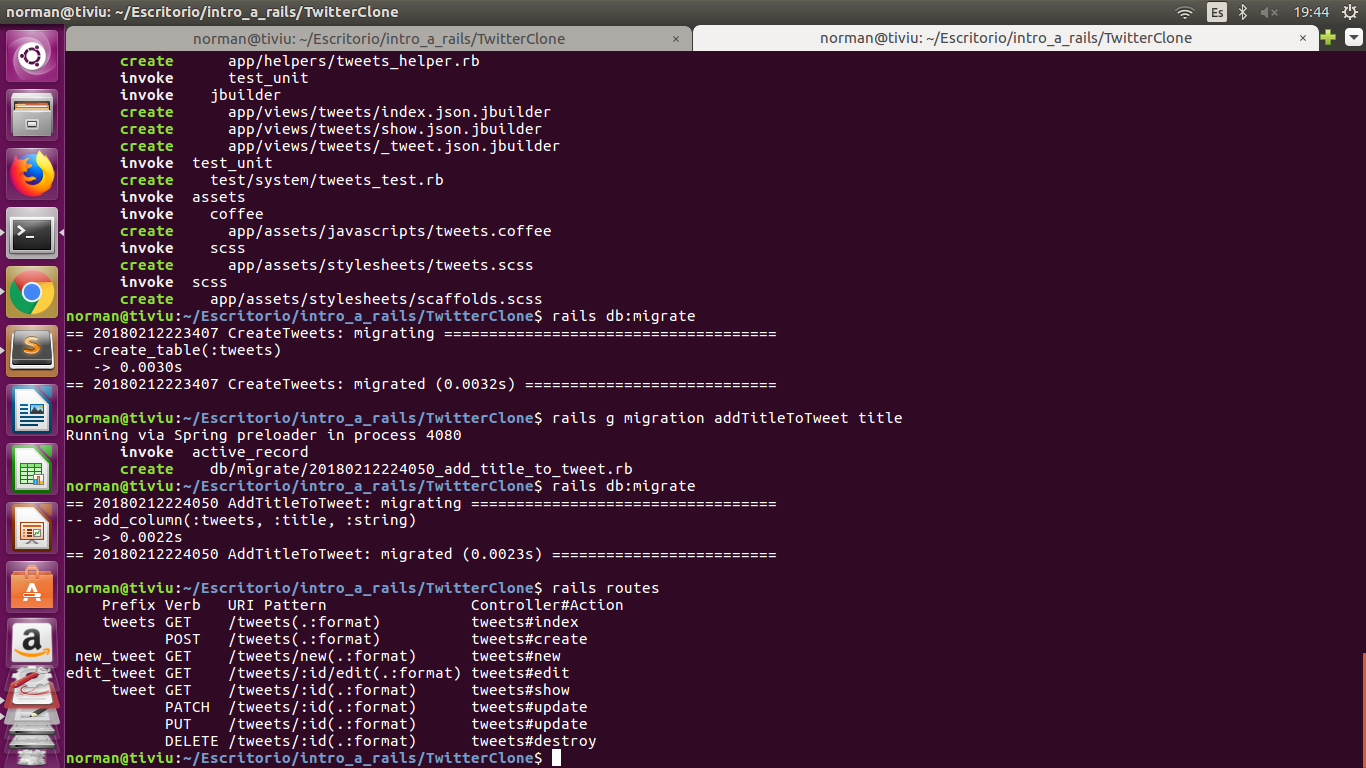 norman@tiviu: ~/Escritorio/intro_a_rails/TwitterClone
Es
19:44
norman@tiviu: ~/Escritorio/intro_a_rails/TwitterClone ×
norman@tiviu: ~/Escritorio/intro_a_rails/TwitterClone ×
create app/helpers/tweets_helper.rb
invoke test_unit
invoke jbuilder
create app/views/tweets/index.json.jbuilder
create app/views/tweets/show.json.jbuilder
create app/views/tweets/_tweet.json.jbuilder
invoke test_unit
create test/system/tweets_test.rb
invoke assets
invoke coffee
create app/assets/javascripts/tweets.coffee
invoke scss
create app/assets/stylesheets/tweets.scss
invoke scss
create app/assets/stylesheets/scaffolds.scss
norman@tiviu:~/Escritorio/intro_a_rails/TwitterClone$ rails db:migrate
== 20180212223407 CreateTweets: migrating =====================================
-- create_table(:tweets)
-> 0.0030s
== 20180212223407 CreateTweets: migrated (0.0032s) ============================
norman@tiviu:~/Escritorio/intro_a_rails/TwitterClone$ rails g migration addTitleToTweet title
Running via Spring preloader in process 4080
invoke active_record
create db/migrate/20180212224050_add_title_to_tweet.rb
norman@tiviu:~/Escritorio/intro_a_rails/TwitterClone$ rails db:migrate
== 20180212224050 AddTitleToTweet: migrating ==================================
-- add_column(:tweets, :title, :string)
-> 0.0022s
== 20180212224050 AddTitleToTweet: migrated (0.0023s) =========================
norman@tiviu:~/Escritorio/intro_a_rails/TwitterClone$ rails routes
Prefix Verb URI Pattern Controller#Action
tweets GET /tweets(.:format) tweets#index
POST /tweets(.:format) tweets#create
new_tweet GET /tweets/new(.:format) tweets#new
edit_tweet GET /tweets/:id/edit(.:format) tweets#edit
tweet GET /tweets/:id(.:format) tweets#show
PATCH /tweets/:id(.:format) tweets#update
PUT /tweets/:id(.:format) tweets#update
DELETE /tweets/:id(.:format) tweets#destroy
norman@tiviu:~/Escritorio/intro_a_rails/TwitterClone$